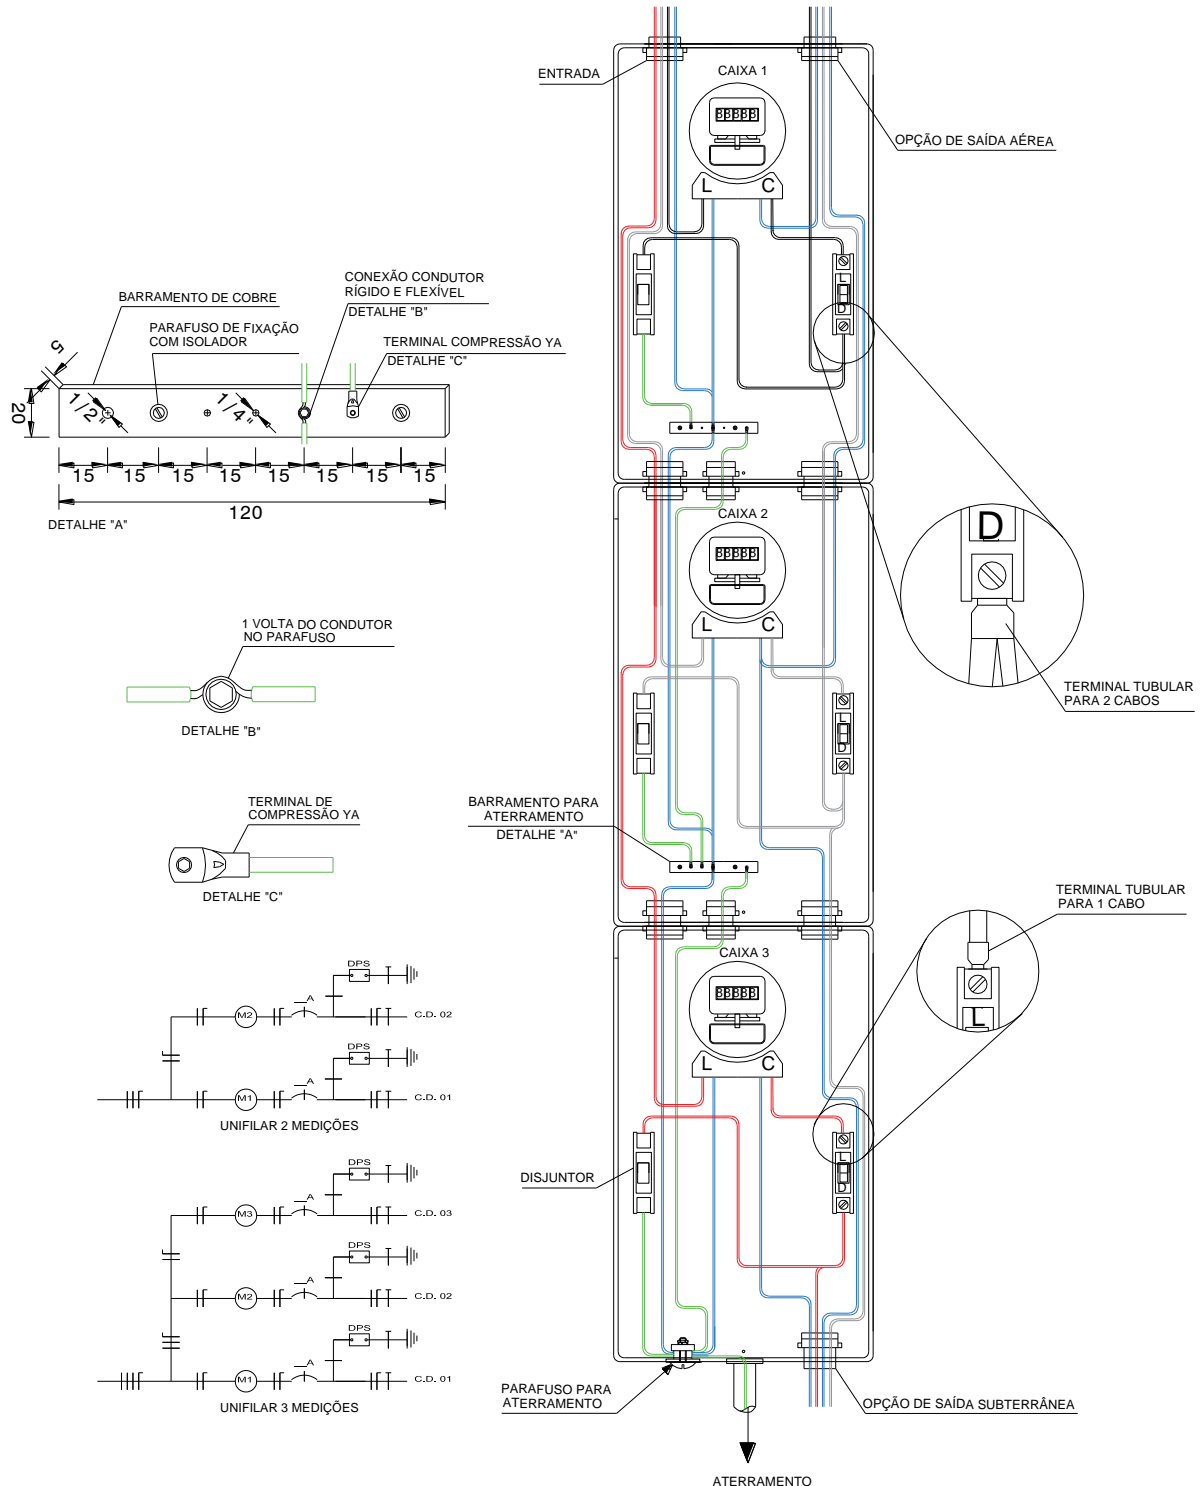 ENTRADA
CAIXA 1
88888
OPÇÃO DE SAÍDA AÉREA
L
C
L
D
CONEXÃO CONDUTOR
RÍGIDO E FLEXÍVEL
DETALHE "B"
BARRAMENTO DE COBRE
PARAFUSO DE FIXAÇÃO
COM ISOLADOR
TERMINAL COMPRESSÃO YA
DETALHE "C"
5
20
1/2"
1/4"
15 15 15 15 15 15 15 15
120
DETALHE "A"
CAIXA 2
88888
L
C
L
D
D
TERMINAL TUBULAR
PARA 2 CABOS
1 VOLTA DO CONDUTOR
NO PARAFUSO
DETALHE "B"
TERMINAL DE
COMPRESSÃO YA
DETALHE "C"
BARRAMENTO PARA
ATERRAMENTO
DETALHE "A"
TERMINAL TUBULAR
PARA 1 CABO
L
CAIXA 3
88888
L
C
L
D
DISJUNTOR
DPS
M2
A
C.D. 02
DPS
M1
A
C.D. 01
UNIFILAR 2 MEDIÇÕES
DPS
M3
A
C.D. 03
DPS
M2
A
C.D. 02
DPS
M1
A
C.D. 01
UNIFILAR 3 MEDIÇÕES
PARAFUSO PARA
ATERRAMENTO
OPÇÃO DE SAÍDA SUBTERRÂNEA
ATERRAMENTO